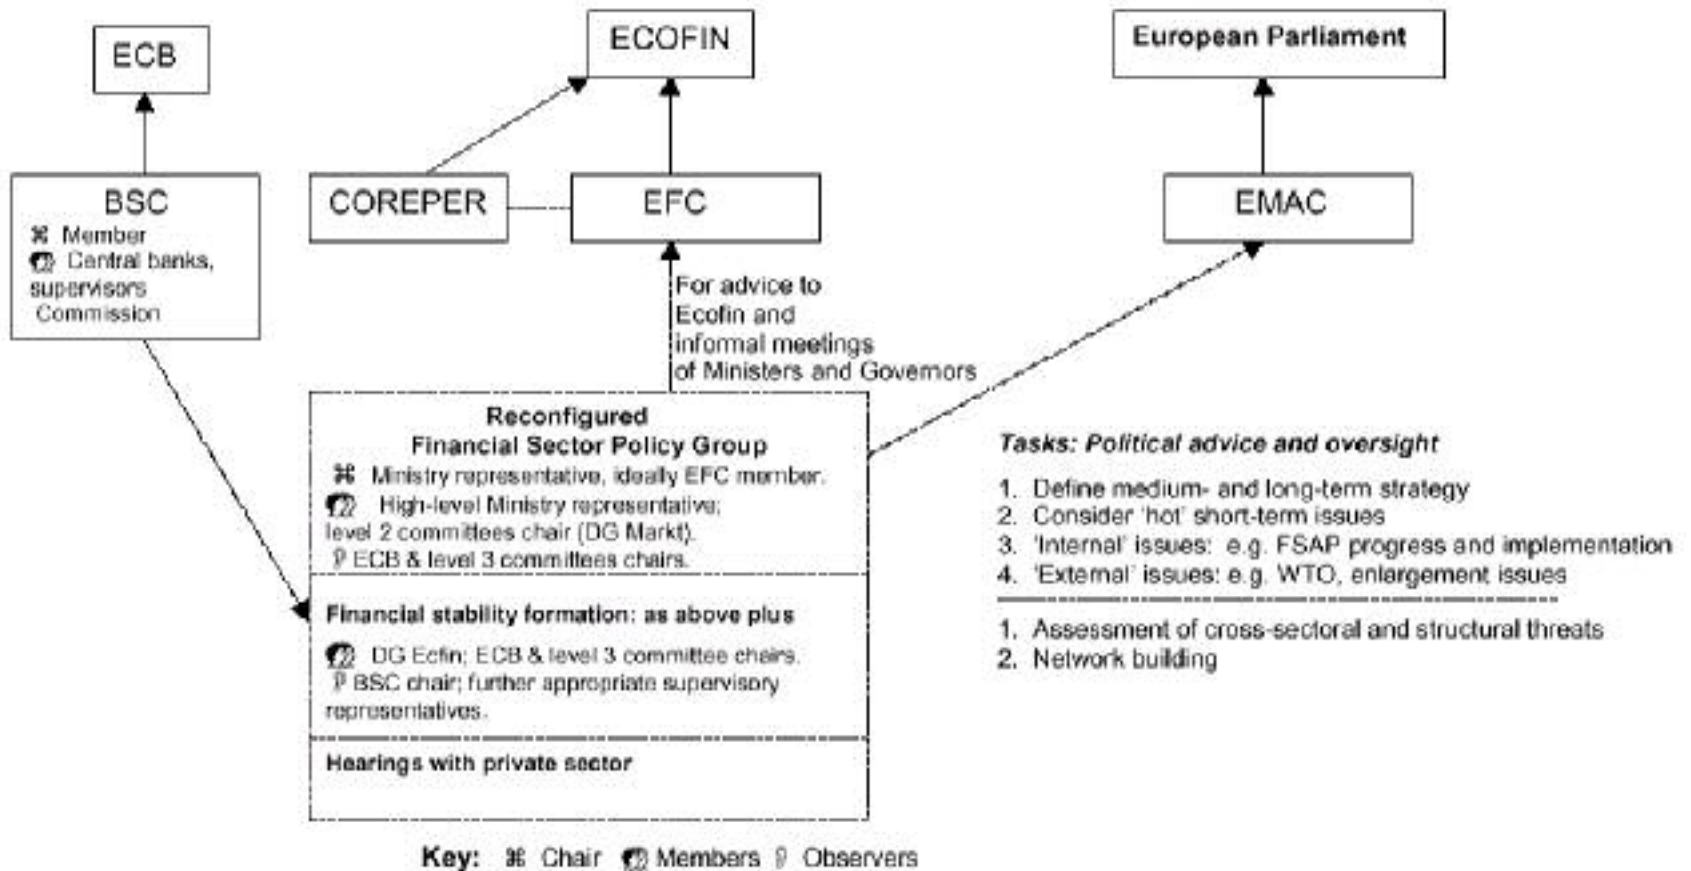 ECB
ECOFIN
European Parliament
BSC
⌘ Member
Central banks,
supervisors
Commission
COREPER
EFC
EMAC
For advice to
Ecofin and
informal meetings
of Ministers and Governors
Reconfigured
Financial Sector Policy Group
⌘ Ministry representative, ideally EFC member.
High-level Ministry representative;
level 2 committees chair (DG Markt).
ECB & level 3 committees chairs.
Financial stability formation: as above plus
DG Ecfin; ECB & level 3 committee chairs.
BSC chair; further appropriate supervisory
representatives.
Hearings with private sector
Tasks: Political advice and oversight
1. Define medium- and long-term strategy
2. Consider 'hot' short-term issues
3. 'Internal' issues: e.g. FSAP progress and implementation
4. 'External' issues: e.g. WTO, enlargement issues
1. Assessment of cross-sectoral and structural threats
2. Network building
Key: ⌘ Chair Members Observers